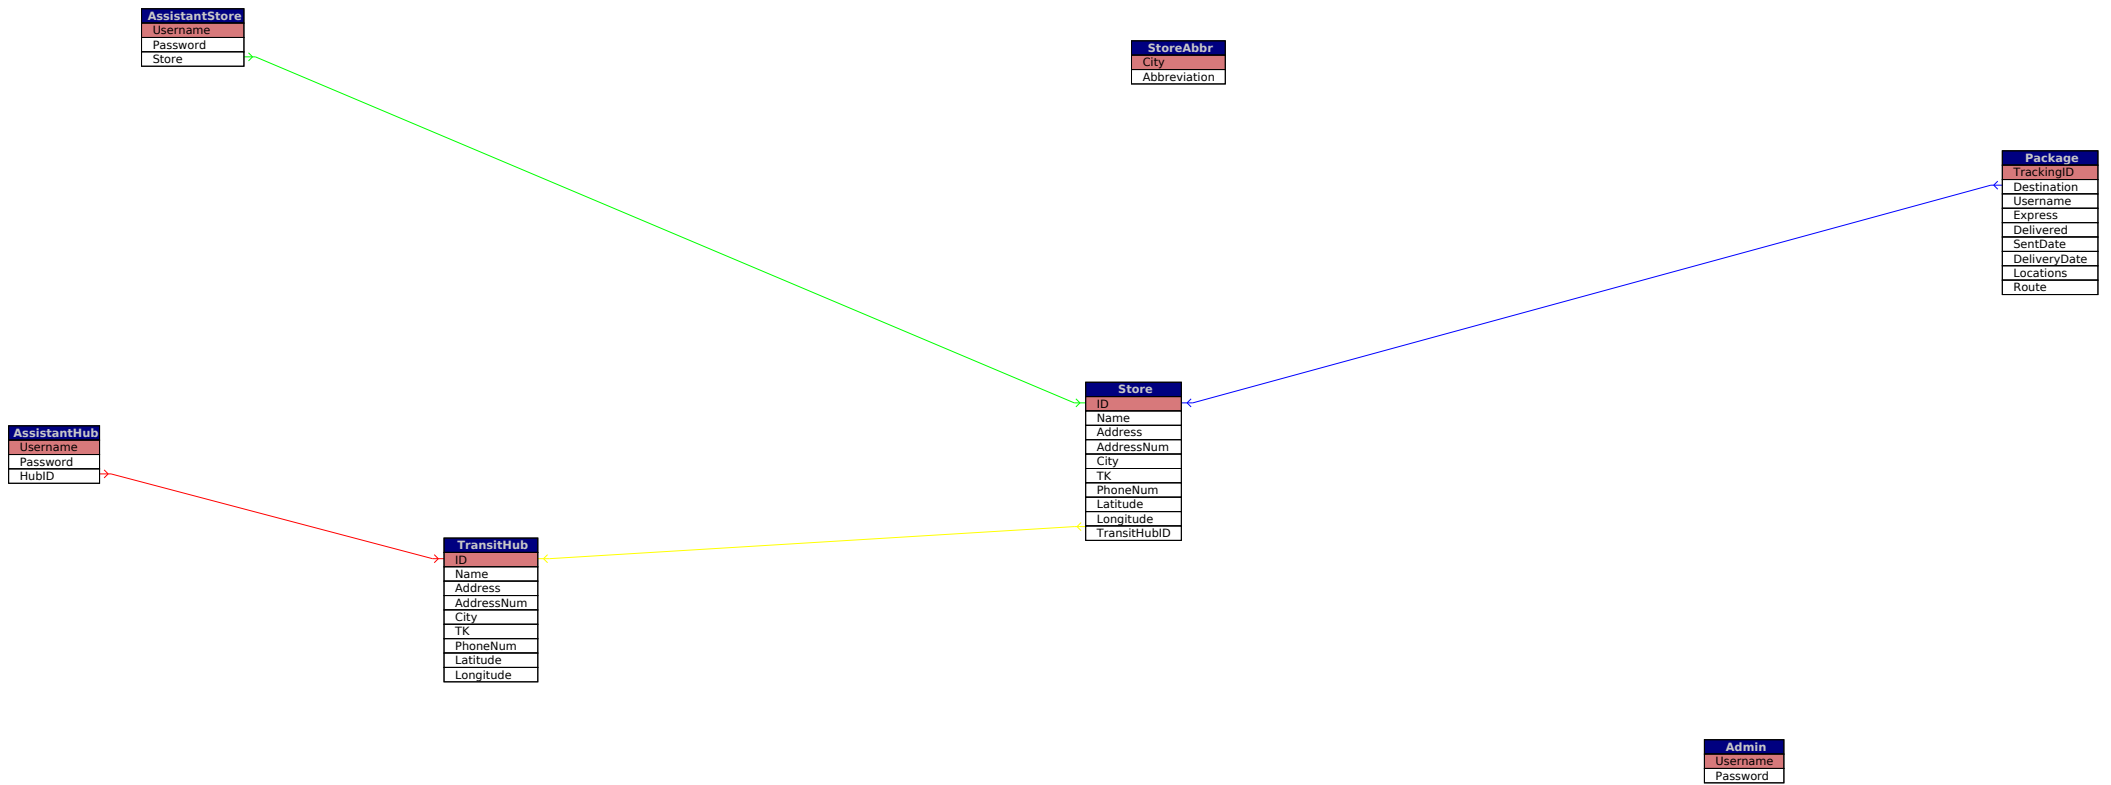 AssistantStore
Username
Password
Store
StoreAbbr
City
Abbreviation
Package
TrackingID
Destination
Username
Express
Delivered
SentDate
DeliveryDate
Locations
Route
Store
ID
Name
Address
AddressNum
City
TK
PhoneNum
Latitude
Longitude
TransitHubID
AssistantHub
Username
Password
HubID
TransitHub
ID
Name
Address
AddressNum
City
TK
PhoneNum
Latitude
Longitude
Admin
Username
Password